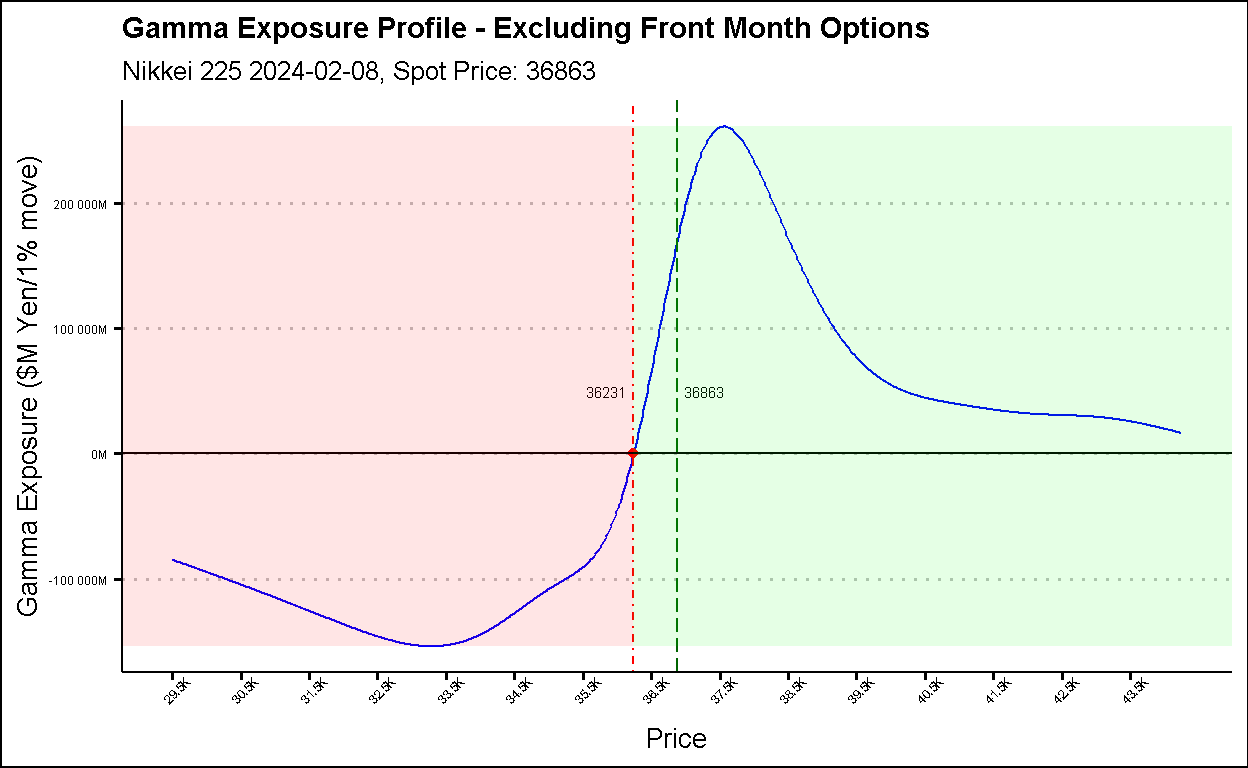 Gamma Exposure Profile - Excluding Front Month Options
Nikkei 225 2024-02-08, Spot Price: 36863
Gamma Exposure ($M Yen/1% move)
200 000M
100 000M
0M
-100 000M
36231
36863
29.5K
30.5K
31.5K
32.5K
33.5K
34.5K
35.5K
36.5K
37.5K
38.5K
39.5K
40.5K
41.5K
42.5K
43.5K
Price